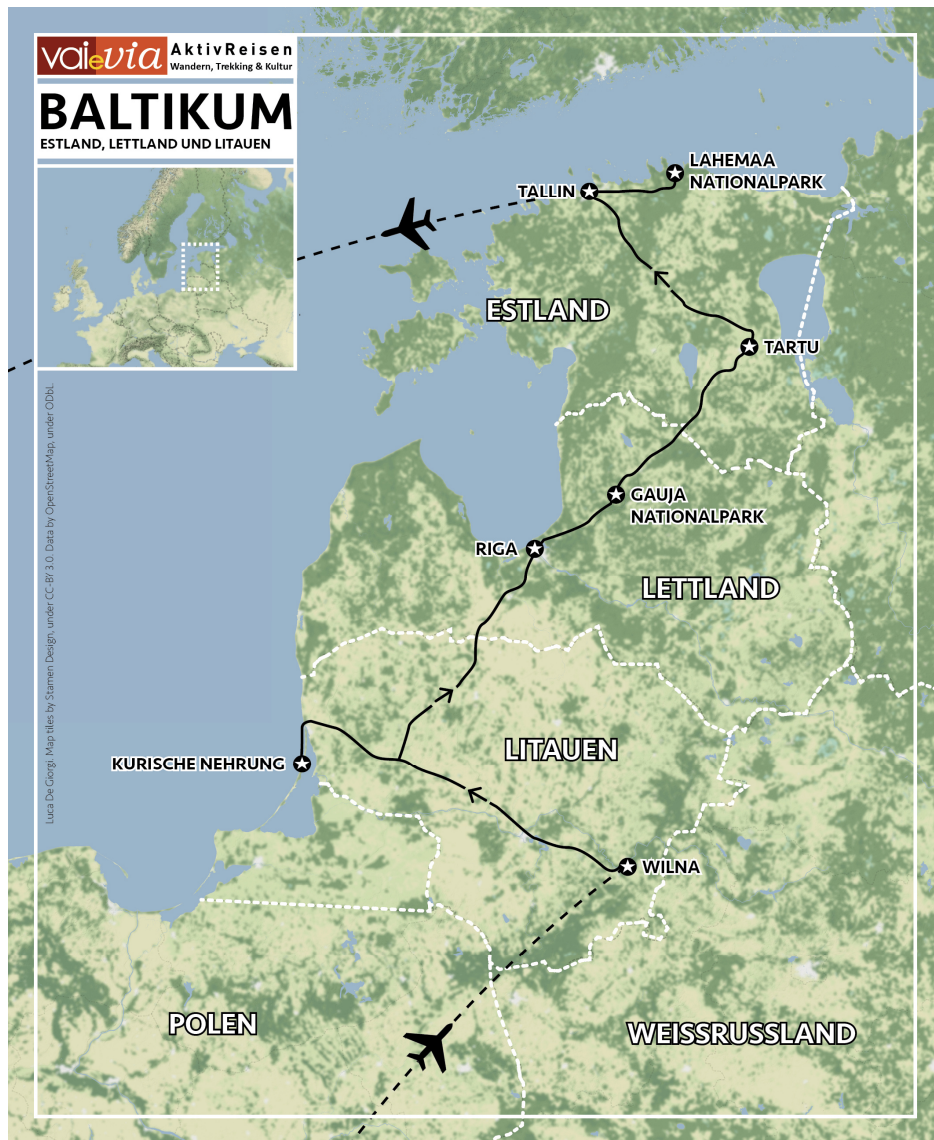 vai e via AktivReisen
Wandern, Trekking & Kultur
BALTIKUM
ESTLAND, LETTLAND UND LITAUEN
LAHEMAA
NATIONALPARK
TALLIN
ESTLAND
TARTU
GAUJA
NATIONALPARK
RIGA
LETTLAND
LITAUEN
KURISCHE NEHRUNG
WILNA
POLEN
WEISSRUSSLAND
Luca De Giorgi. Map tiles by Stamen Design, under CC-BY 3.0. Data by OpenStreetMap, under ODbL.